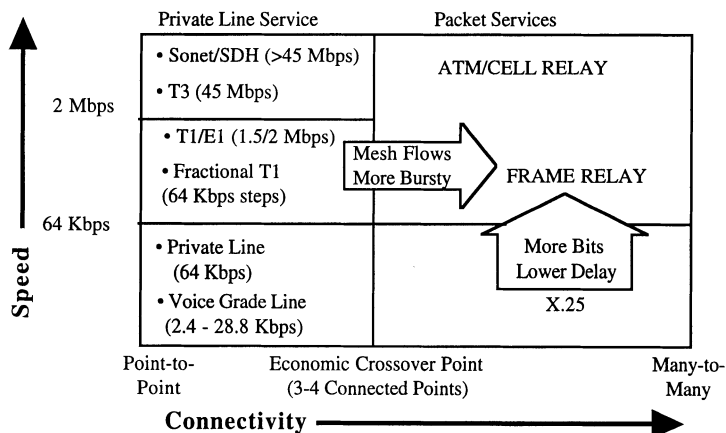 Private Line Service
Packet Services
• Sonet/SDH (>45 Mbps)
• T3 (45 Mbps)
ATM/CELL RELAY
2 Mbps
• T1/E1 (1.5/2 Mbps)
• Fractional T1
(64 Kbps steps)
Mesh Flows
More Bursty
FRAME RELAY
64 Kbps
• Private Line
(64 Kbps)
• Voice Grade Line
(2.4 - 28.8 Kbps)
More Bits
Lower Delay
X.25
Speed
Point-to-
Point
Economic Crossover Point
(3-4 Connected Points)
Many-to-
Many
Connectivity